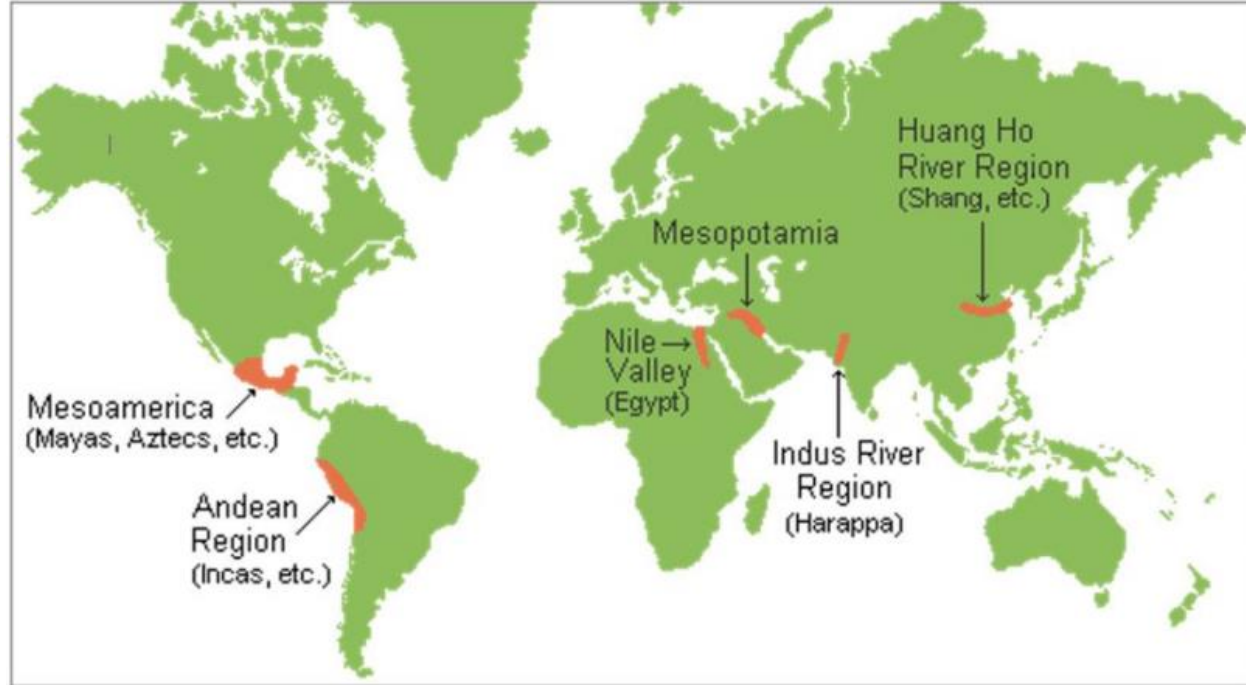 Huang Ho
River Region
(Shang, etc.)
Mesopotamia
Nile →
Valley
(Egypt)
Mesoamerica
(Mayas, Aztecs, etc.)
Indus River
Region
(Harappa)
Andean
Region
(Incas, etc.)